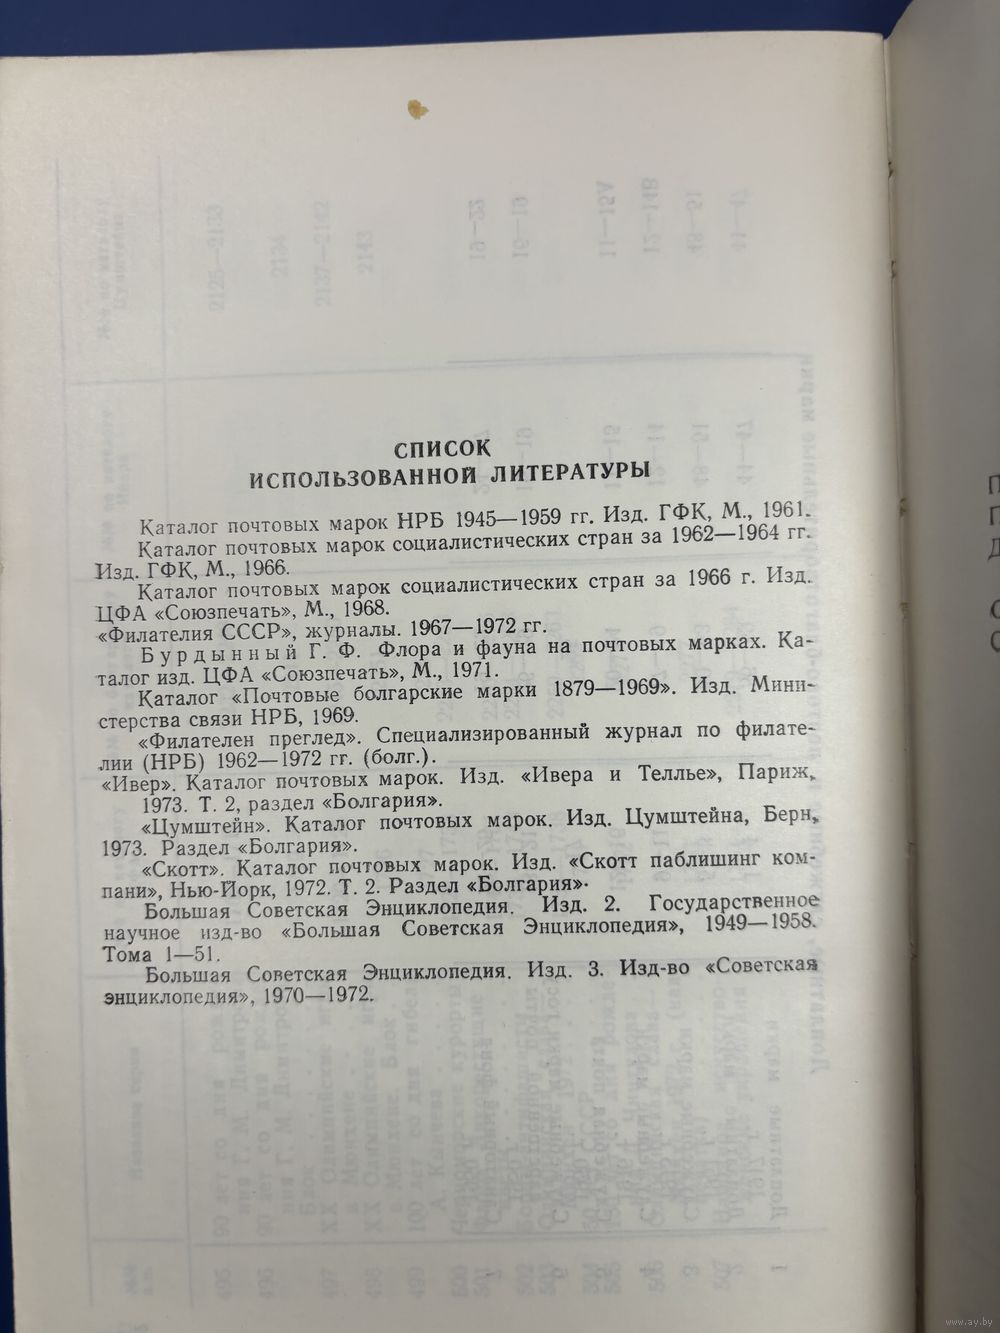 СПИСОК
ИСПОЛЬЗОВАННОЙ ЛИТЕРАТУРЫ
Каталог почтовых марок НРБ 1945—1959 гг. Изд. ГФК, М., 1961.
Каталог почтовых марок социалистических стран за 1962—1964 гг.
Изд. ГФК, М., 1966.
Каталог почтовых марок социалистических стран за 1966 г. Изд.
ЦФА «Союзпечать», М., 1968.
«Филателия СССР», журналы. 1967—1972 гг.
Бурдынный Г. Ф. Флора и фауна на почтовых марках. Ка-
талог изд. ЦФА «Союзпечать», М., 1971.
Каталог «Почтовые болгарские марки 1879—1969». Изд. Мини-
стерства связи НРБ, 1969.
«Филателен преглед». Специализированный журнал по филате-
лии (НРБ) 1962—1972 гг. (болг.).
«Ивер». Каталог почтовых марок. Изд. «Ивера и Теллье», Париж,
1973. Т. 2, раздел «Болгария».
«Цумштейн». Каталог почтовых марок. Изд. Цумштейна, Берн,
1973. Раздел «Болгария».
«Скотт». Каталог почтовых марок. Изд. «Скотт паблишинг ком-
пани», Нью-Йорк, 1972. Т. 2. Раздел «Болгария».
Большая Советская Энциклопедия. Изд. 2. Государственное
научное изд-во «Большая Советская Энциклопедия», 1949—1958.
Тома 1—51.
Большая Советская Энциклопедия. Изд. 3. Изд-во «Советская
энциклопедия», 1970—1972.
www.ay.by